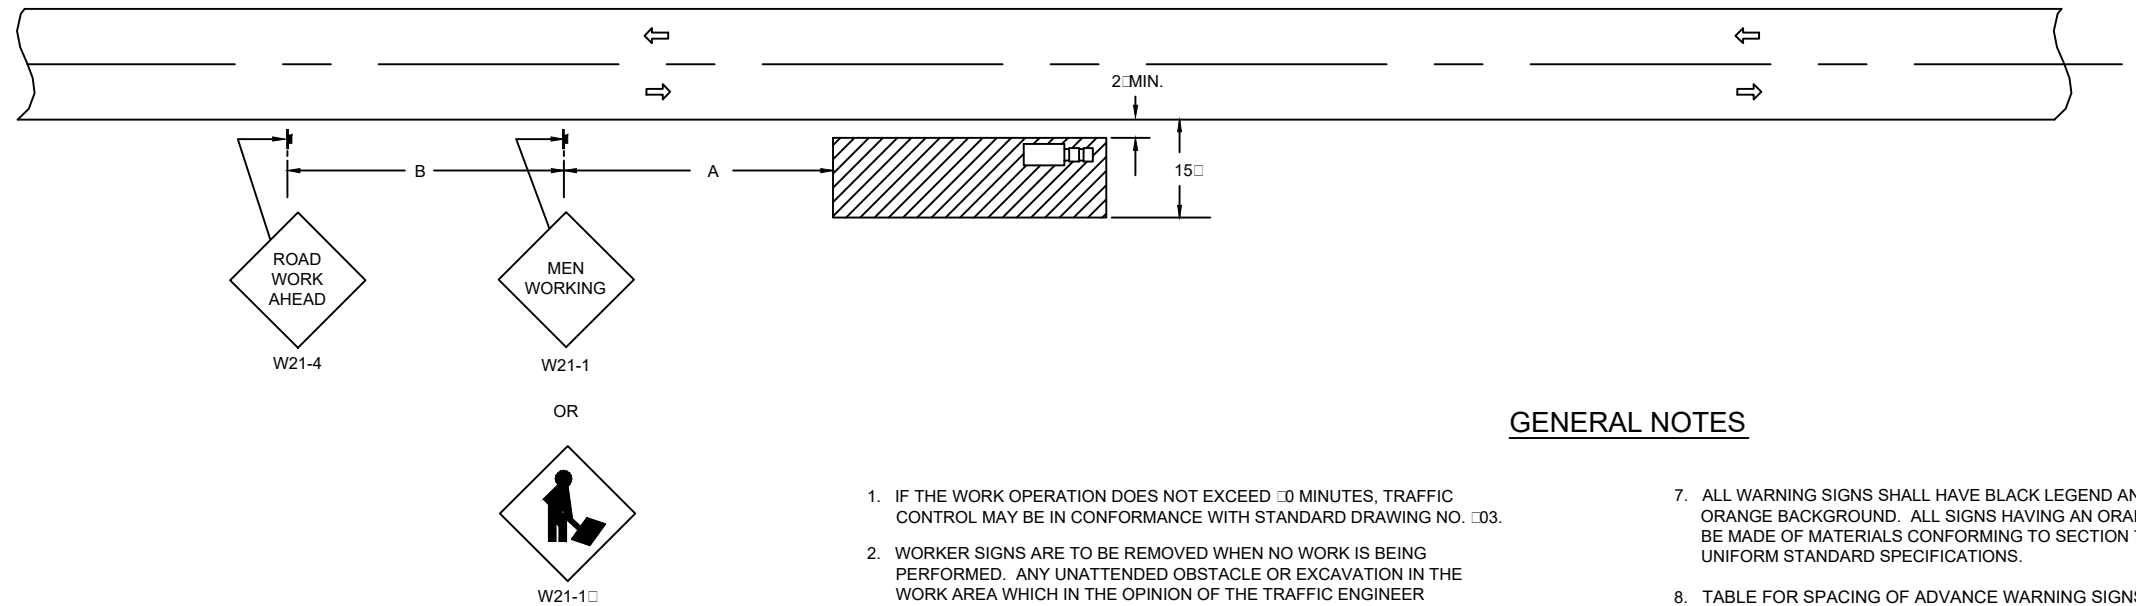 2□MIN.
15□
B
A
ROAD
WORK
AHEAD
W21-4
MEN
WORKING
W21-1
OR
W21-1□
GENERAL NOTES
1. IF THE WORK OPERATION DOES NOT EXCEED □0 MINUTES, TRAFFIC
CONTROL MAY BE IN CONFORMANCE WITH STANDARD DRAWING NO. □03.
2. WORKER SIGNS ARE TO BE REMOVED WHEN NO WORK IS BEING
PERFORMED. ANY UNATTENDED OBSTACLE OR EXCAVATION IN THE
WORK AREA WHICH IN THE OPINION OF THE TRAFFIC ENGINEER
7. ALL WARNING SIGNS SHALL HAVE BLACK LEGEND AN
ORANGE BACKGROUND. ALL SIGNS HAVING AN ORA
BE MADE OF MATERIALS CONFORMING TO SECTION
UNIFORM STANDARD SPECIFICATIONS.
8. TABLE FOR SPACING OF ADVANCE WARNING SIGNS